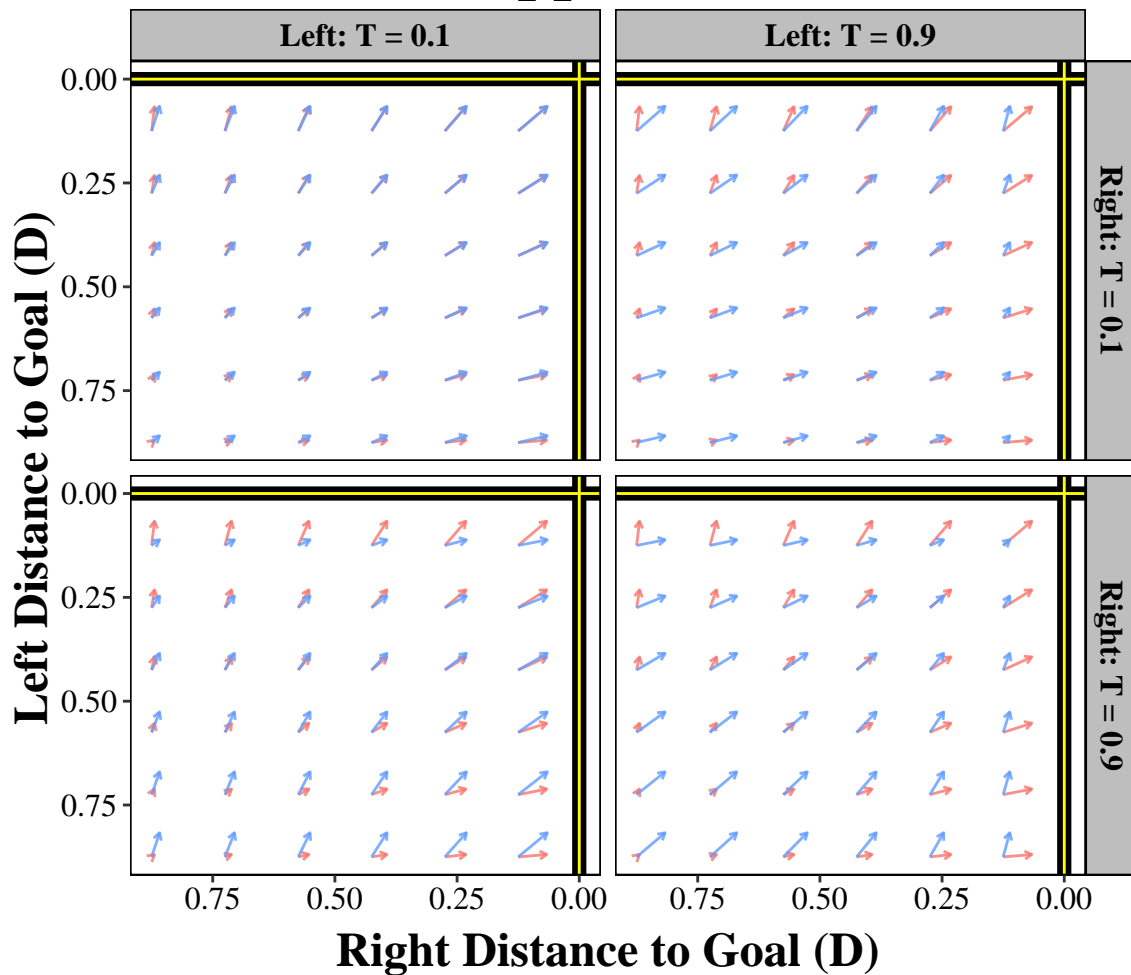 Left: T = 0.1
Left: T = 0.9
0.00
0.25
0.50
0.75
Right: T = 0.1
Left Distance to Goal (D)
0.00
0.25
0.50
0.75
Right: T = 0.9
0.75
0.50
0.25
0.00
0.75
0.50
0.25
0.00
Right Distance to Goal (D)